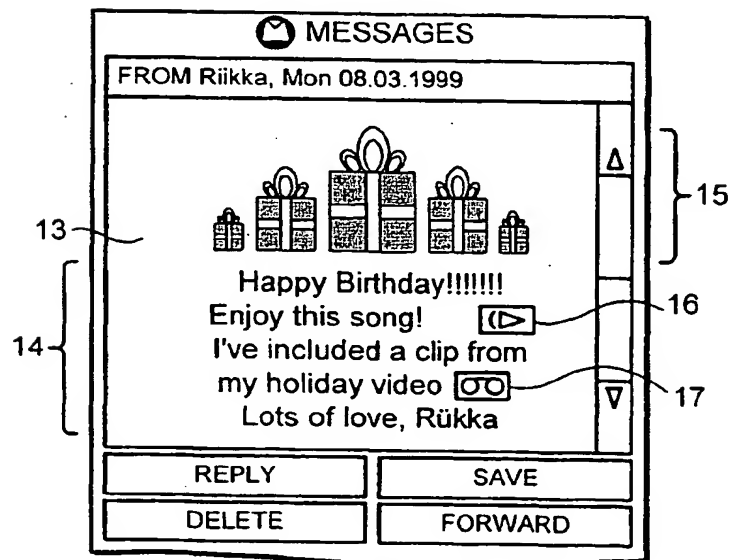 MESSAGES
FROM Riikka, Mon 08.03.1999
15
13
Happy Birthday!!!!!!!
Enjoy this song!
16
14
I've included a clip from
my holiday video
17
Lots of love, Rükka
REPLY
SAVE
DELETE
FORWARD